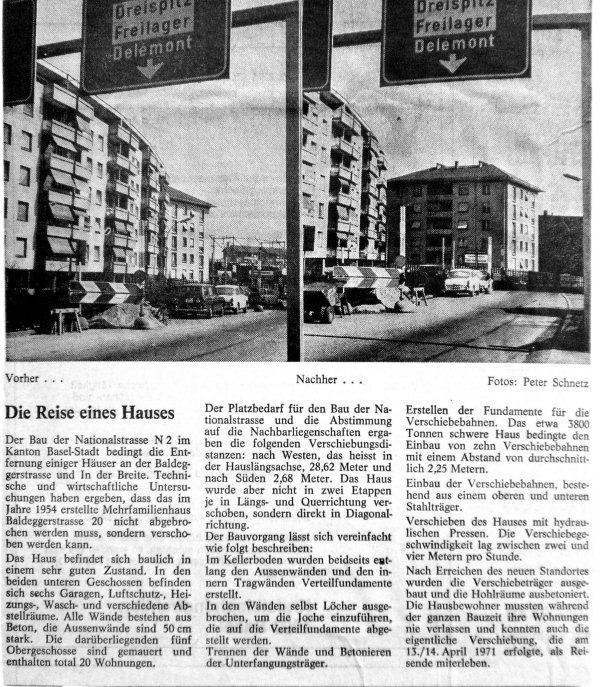 Dreispitz
Freilager
Delémont
Dreispitz
Freilager
Delémont
Vorher . . .
Nachher . . .
Fotos: Peter Schnetz
Die Reise eines Hauses
Der Bau der Nationalstrasse N 2 im
Kanton Basel-Stadt bedingt die Ent-
fernung einiger Häuser an der Baldeg-
gerstrasse und In der Breite. Techni-
sche und wirtschaftliche Untersu-
chungen haben ergeben, dass das im
Jahre 1954 erstellte Mehrfamilienhaus
Baldeggerstrasse 20 nicht abgebro-
chen werden muss, sondern verscho-
ben werden kann.
Das Haus befindet sich baulich in
einem sehr guten Zustand. In den
beiden unteren Geschossen befinden
sich sechs Garagen, Luftschutz-, Hei-
zungs-, Wasch- und verschiedene Ab-
stellräume. Alle Wände bestehen aus
Beton, die Aussenwände sind 50 cm
stark. Die darüberliegenden fünf
Obergeschosse sind gemauert und
enthalten total 20 Wohnungen.
Der Platzbedarf für den Bau der Na-
tionalstrasse und die Abstimmung
auf die Nachbarliegenschaften erga-
ben die folgenden Verschiebungsdi-
stanzen: nach Westen, das heisst in
der Hauslängsachse, 28,62 Meter und
nach Süden 2,68 Meter. Das Haus
wurde aber nicht in zwei Etappen
je in Längs- und Querrichtung ver-
schoben, sondern direkt in Diagonal-
richtung.
Der Bauvorgang lässt sich vereinfacht
wie folgt beschreiben:
Im Kellerboden wurden beidseits ent-
lang den Aussenwänden und den in-
nern Tragwänden Verteilfundamente
erstellt.
In den Wänden selbst Löcher ausge-
brochen, um die Joche einzuführen,
die auf die Verteilfundamente abge-
stellt werden.
Trennen der Wände und Betonieren
der Unterfangungsträger.
Erstellen der Fundamente für die
Verschiebebahnen. Das etwa 3800
Tonnen schwere Haus bedingte den
Einbau von zehn Verschiebebahnen
mit einem Abstand von durchschnitt-
lich 2,25 Metern.
Einbau der Verschiebebahnen, beste-
hend aus einem oberen und unteren
Stahlträger.
Verschieben des Hauses mit hydrau-
lischen Pressen. Die Verschiebege-
schwindigkeit lag zwischen zwei und
vier Metern pro Stunde.
Nach Erreichen des neuen Standortes
wurden die Verschiebeträger ausge-
baut und die Hohlräume ausbetoniert.
Die Hausbewohner mussten während
der ganzen Bauzeit ihre Wohnungen
nie verlassen und konnten auch die
eigentliche Verschiebung, die am
13./14. April 1971 erfolgte, als Rei-
sende miterleben.